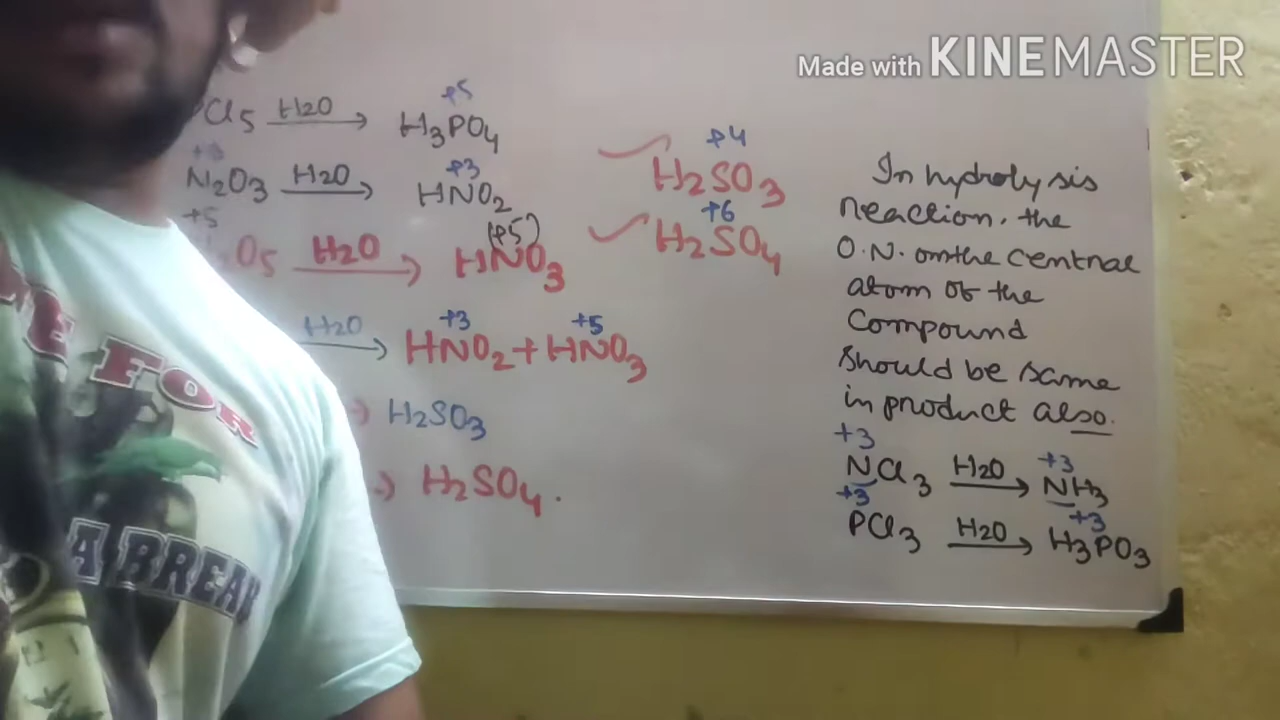 Made with KINEMASTER
Cl5 H2O → H3PO4
+5
N2O3 H2O → HNO2
+3
+5
O5 H2O → HNO3
(+5)
H2O → HNO2 + HNO3
+3 +5
→ H2SO3
→ H2SO4.
+4
H2SO3
+6
H2SO4
In hydrolysis
reaction, the
O.N. on the central
atom of the
compound
should be same
in product also.
+3 +3
NCl3 H2O → NH3
+3 +3
PCl3 H2O → H3PO3
FOR
A BREAK